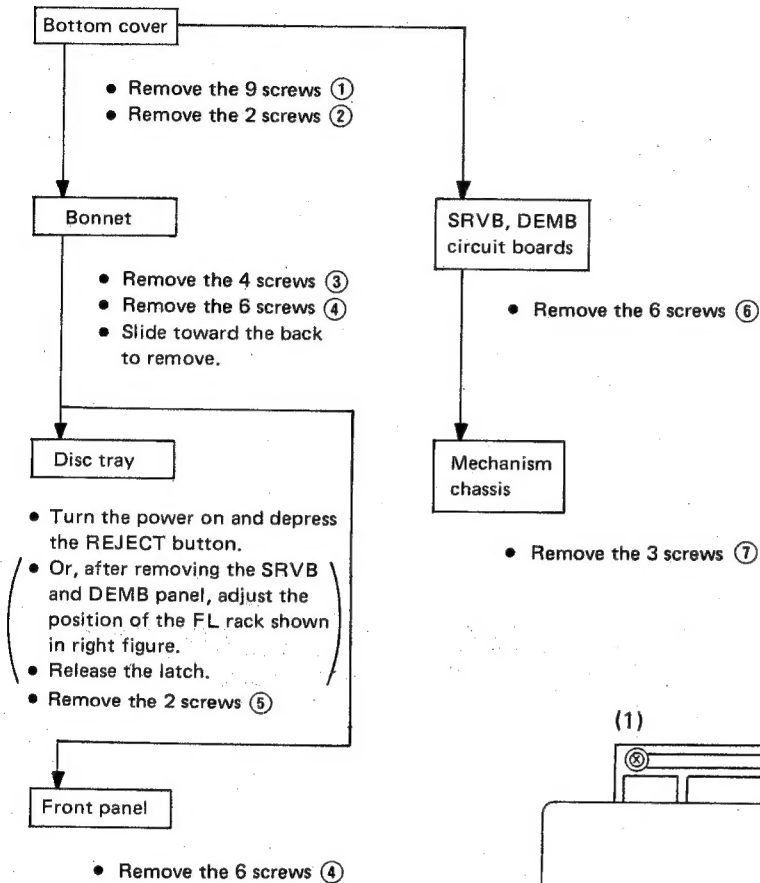 Bottom cover
• Remove the 9 screws ①
• Remove the 2 screws ②
Bonnet
• Remove the 4 screws ③
• Remove the 6 screws ④
• Slide toward the back
to remove.
Disc tray
• Turn the power on and depress
the REJECT button.
• Or, after removing the SRVB
and DEMB panel, adjust the
position of the FL rack shown
in right figure.
• Release the latch.
• Remove the 2 screws ⑤
Front panel
• Remove the 6 screws ④
SRVB, DEMB
circuit boards
• Remove the 6 screws ⑥
Mechanism
chassis
• Remove the 3 screws ⑦
(1)